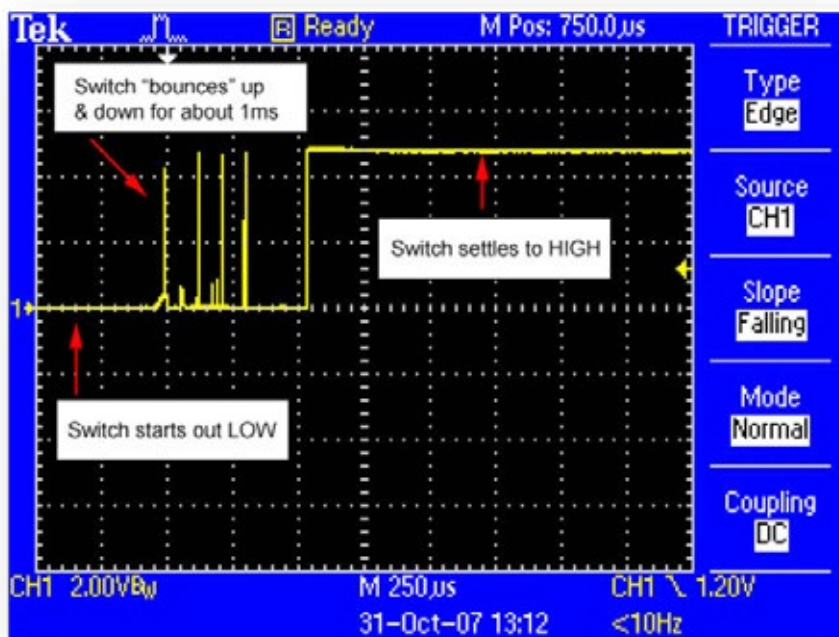 Tek
R Ready
M Pos: 750.0µs
TRIGGER
Type
Edge
Source
CH1
Slope
Falling
Mode
Normal
Coupling
DC
Switch “bounces” up
& down for about 1ms
Switch settles to HIGH
1
Switch starts out LOW
CH1 2.00VBw
M 250µs
CH1 \ 1.20V
31-Oct-07 13:12
<10Hz